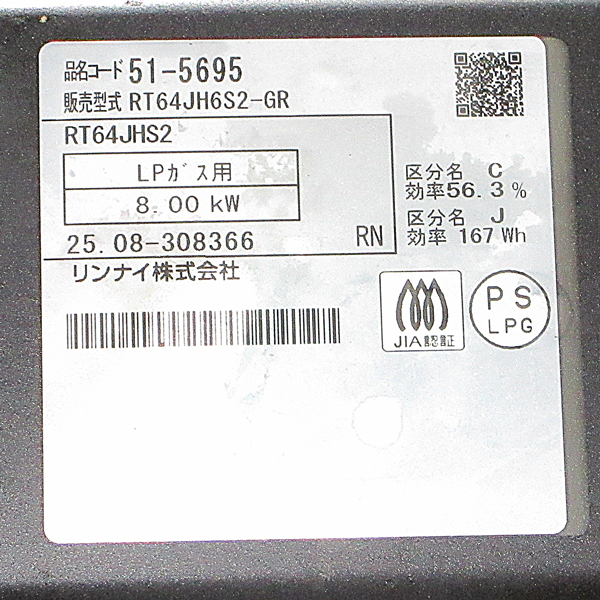 品名コード 51-5695
販売型式 RT64JH6S2-GR
RT64JHS2
LPガス用
8.00 kW
25.08-308366 RN
リンナイ株式会社
区分名 C
効率56.3%
区分名 J
効率 167 Wh
JIA認証
PS
LPG